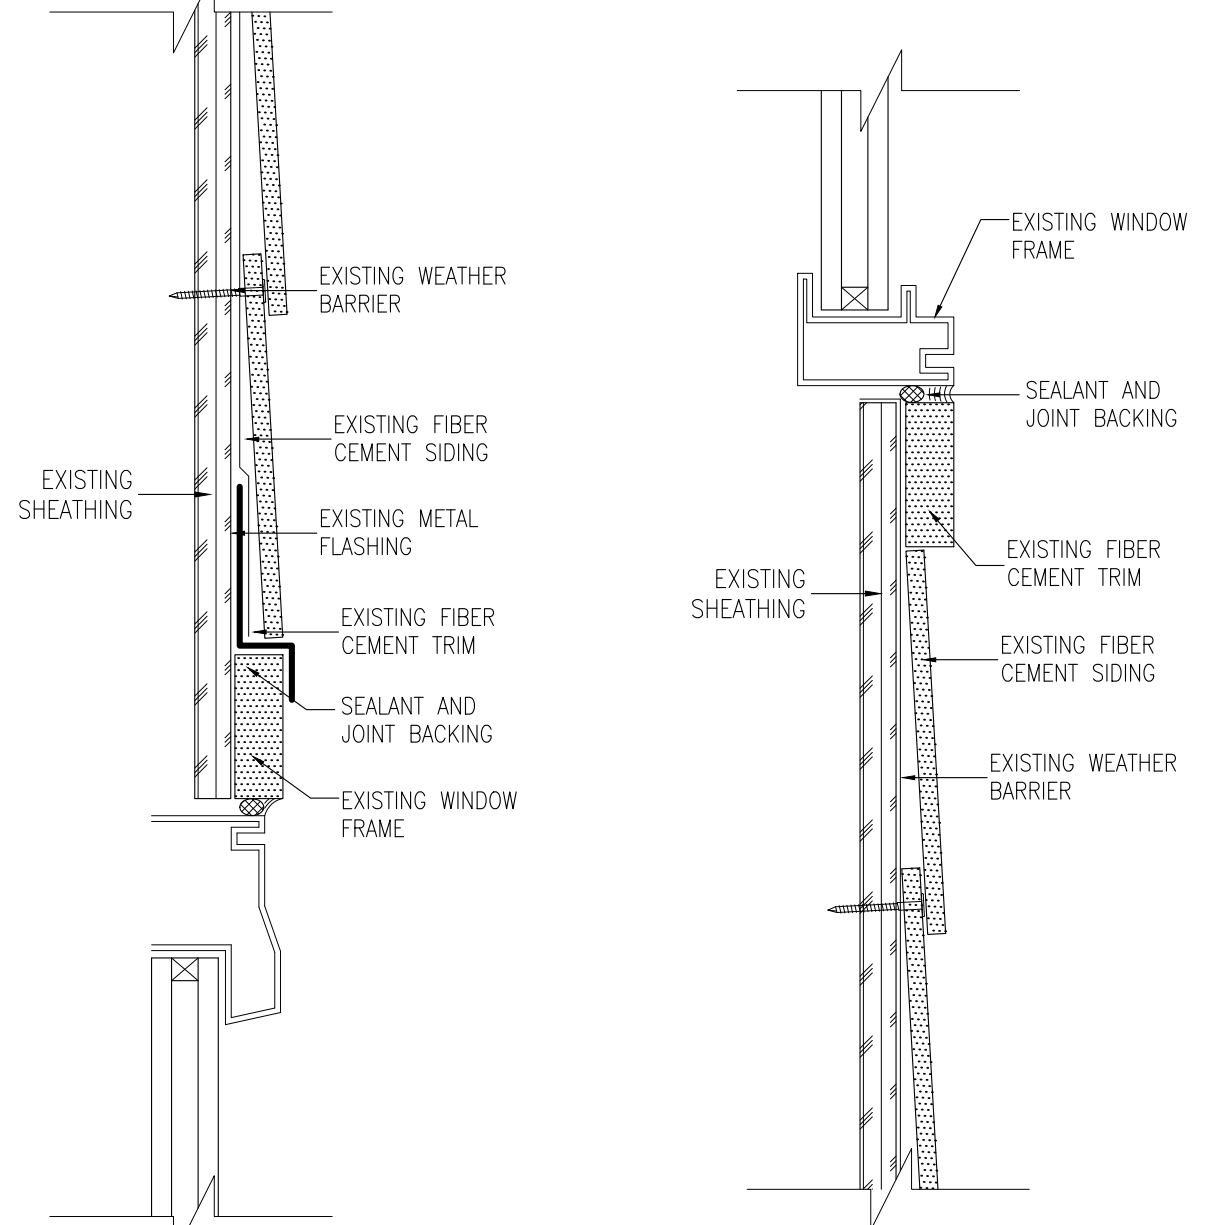 EXISTING WEATHER
BARRIER
EXISTING FIBER
CEMENT SIDING
EXISTING
SHEATHING
EXISTING METAL
FLASHING
EXISTING FIBER
CEMENT TRIM
SEALANT AND
JOINT BACKING
EXISTING WINDOW
FRAME
EXISTING WINDOW
FRAME
SEALANT AND
JOINT BACKING
EXISTING FIBER
CEMENT TRIM
EXISTING
SHEATHING
EXISTING FIBER
CEMENT SIDING
EXISTING WEATHER
BARRIER